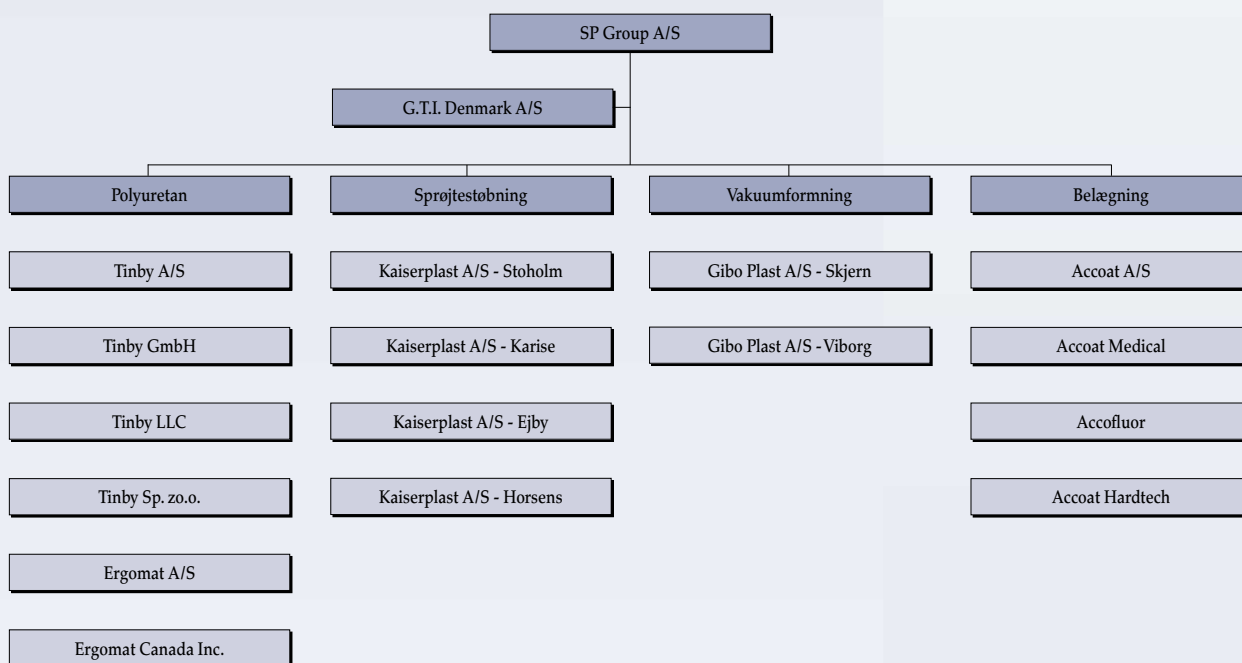 SP Group A/S
G.T.I. Denmark A/S
Polyuretan
Sprøjtestøbning
Vakuumformning
Belægning
Tinby A/S
Kaiserplast A/S - Stoholm
Gibo Plast A/S - Skjern
Accoat A/S
Tinby GmbH
Kaiserplast A/S - Karise
Gibo Plast A/S - Viborg
Accoat Medical
Tinby LLC
Kaiserplast A/S - Ejby
Accofluor
Tinby Sp. zo.o.
Kaiserplast A/S - Horsens
Accoat Hardtech
Ergomat A/S
Ergomat Canada Inc.